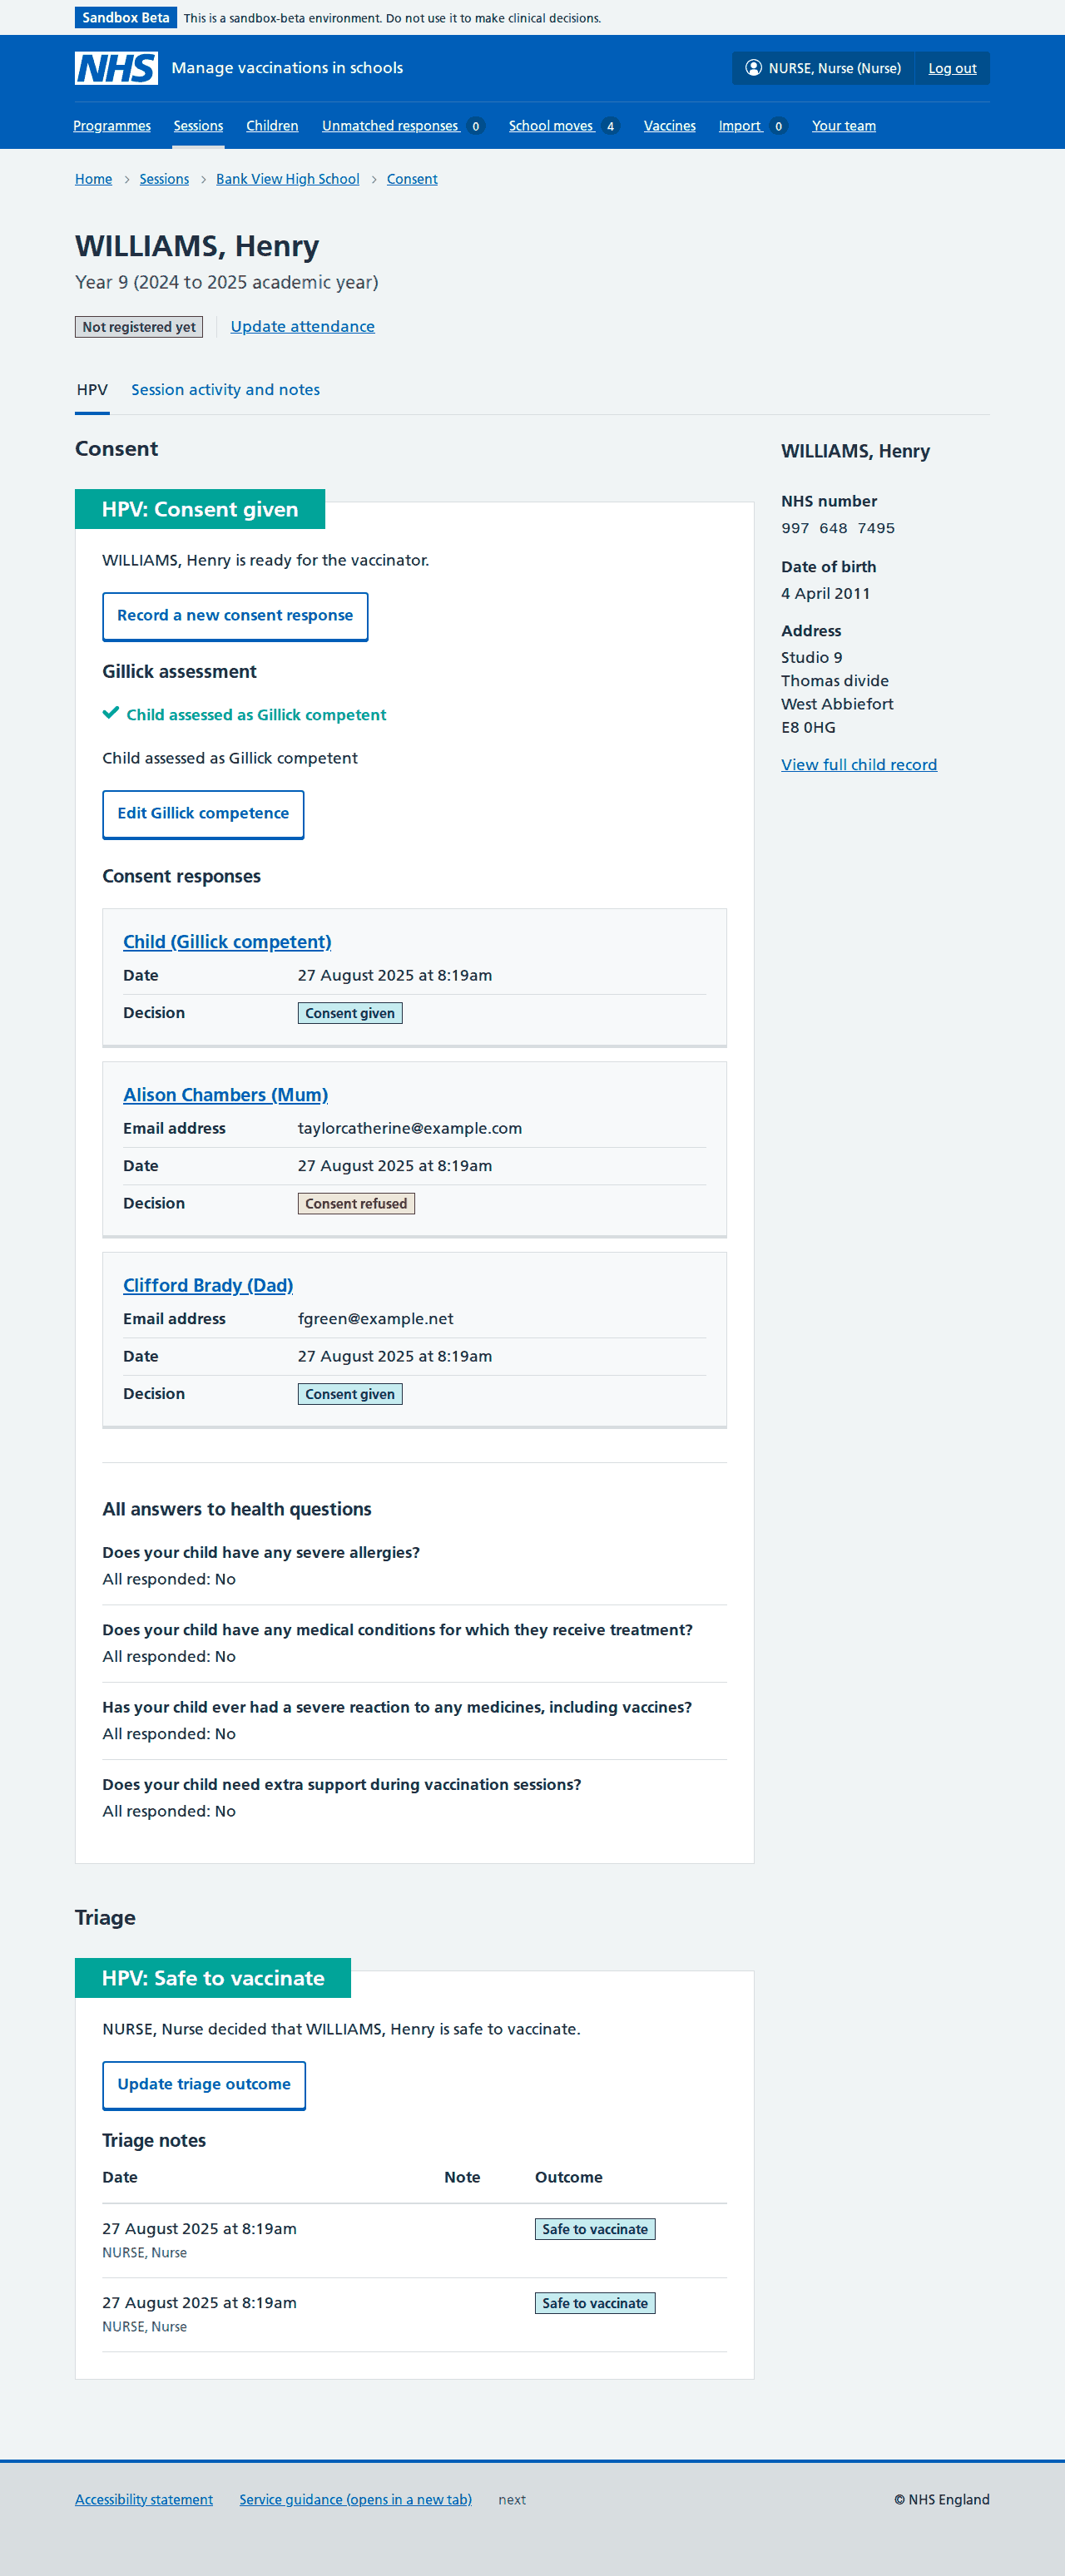 Sandbox Beta This is a sandbox-beta environment. Do not use it to make clinical decisions.
NHS Manage vaccinations in schools NURSE, Nurse (Nurse) Log out
Programmes Sessions Children Unmatched responses 0 School moves 4 Vaccines Import 0 Your team
Home Sessions Bank View High School Consent
WILLIAMS, Henry
Year 9 (2024 to 2025 academic year)
Not registered yet Update attendance
HPV Session activity and notes
Consent
HPV: Consent given
WILLIAMS, Henry is ready for the vaccinator.
Record a new consent response
Gillick assessment
Child assessed as Gillick competent
Child assessed as Gillick competent
Edit Gillick competence
Consent responses
Child (Gillick competent)
Date 27 August 2025 at 8:19am
Decision Consent given
Alison Chambers (Mum)
Email address taylorcatherine@example.com
Date 27 August 2025 at 8:19am
Decision Consent refused
Clifford Brady (Dad)
Email address fgreen@example.net
Date 27 August 2025 at 8:19am
Decision Consent given
All answers to health questions
Does your child have any severe allergies?
All responded: No
Does your child have any medical conditions for which they receive treatment?
All responded: No
Has your child ever had a severe reaction to any medicines, including vaccines?
All responded: No
Does your child need extra support during vaccination sessions?
All responded: No
WILLIAMS, Henry
NHS number
997 648 7495
Date of birth
4 April 2011
Address
Studio 9
Thomas divide
West Abbiefort
E8 0HG
View full child record
Triage
HPV: Safe to vaccinate
NURSE, Nurse decided that WILLIAMS, Henry is safe to vaccinate.
Update triage outcome
Triage notes
Date Note Outcome
27 August 2025 at 8:19am Safe to vaccinate
NURSE, Nurse
27 August 2025 at 8:19am Safe to vaccinate
NURSE, Nurse
Accessibility statement Service guidance (opens in a new tab) next © NHS England